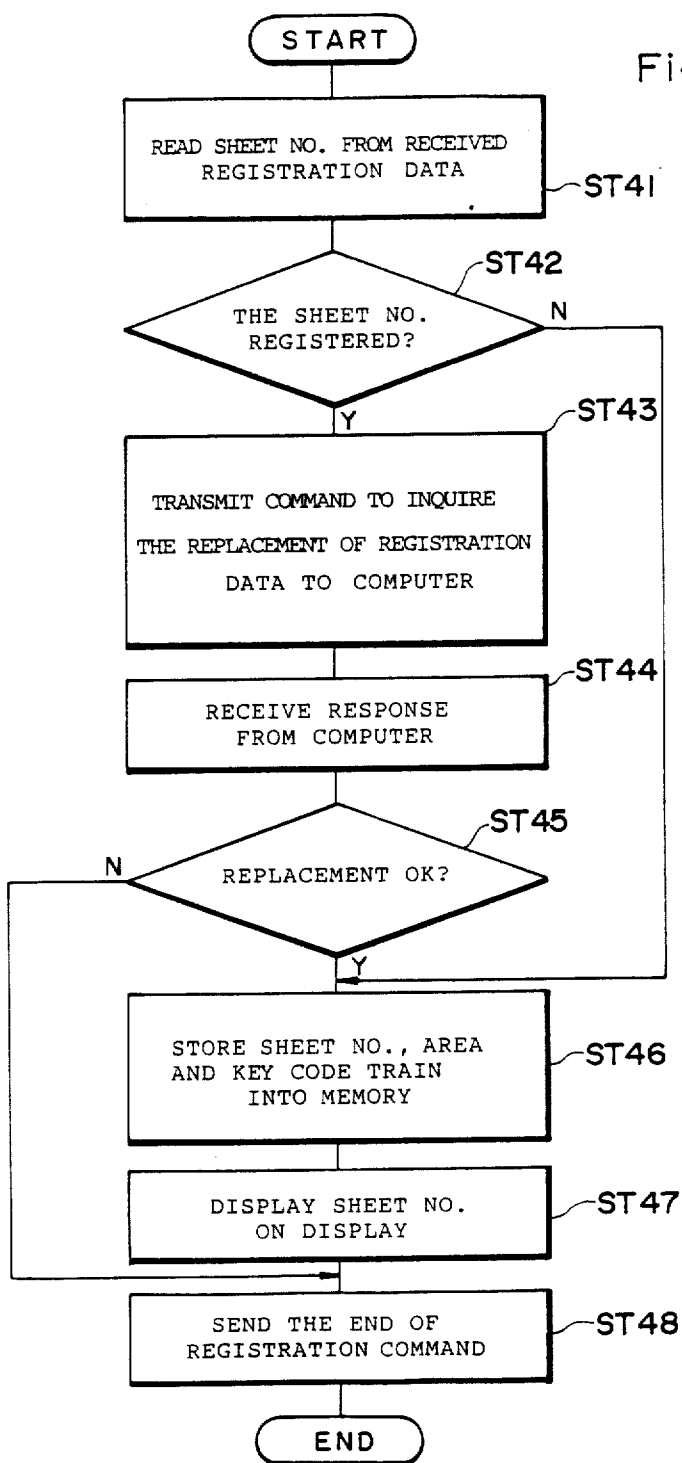 START
Fi
READ SHEET NO. FROM RECEIVED
REGISTRATION DATA
ST41
ST42
THE SHEET NO.
REGISTERED?
N
Y
ST43
TRANSMIT COMMAND TO INQUIRE
THE REPLACEMENT OF REGISTRATION
DATA TO COMPUTER
ST44
RECEIVE RESPONSE
FROM COMPUTER
ST45
N
REPLACEMENT OK?
Y
STORE SHEET NO., AREA
AND KEY CODE TRAIN
INTO MEMORY
ST46
DISPLAY SHEET NO.
ON DISPLAY
ST47
SEND THE END OF
REGISTRATION COMMAND
ST48
END